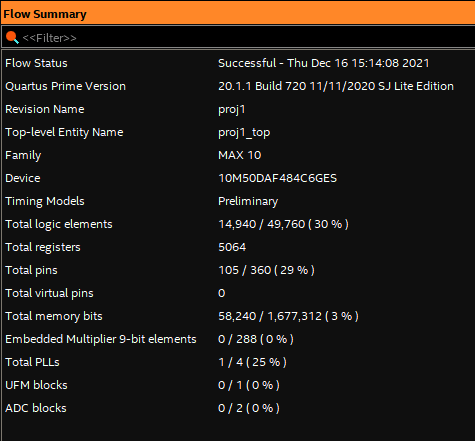 Flow Summary
<<Filter>>
Flow Status Successful - Thu Dec 16 15:14:08 2021
Quartus Prime Version 20.1.1 Build 720 11/11/2020 SJ Lite Edition
Revision Name proj1
Top-level Entity Name proj1_top
Family MAX 10
Device 10M50DAF484C6GES
Timing Models Preliminary
Total logic elements 14,940 / 49,760 ( 30 % )
Total registers 5064
Total pins 105 / 360 ( 29 % )
Total virtual pins 0
Total memory bits 58,240 / 1,677,312 ( 3 % )
Embedded Multiplier 9-bit elements 0 / 288 ( 0 % )
Total PLLs 1 / 4 ( 25 % )
UFM blocks 0 / 1 ( 0 % )
ADC blocks 0 / 2 ( 0 % )